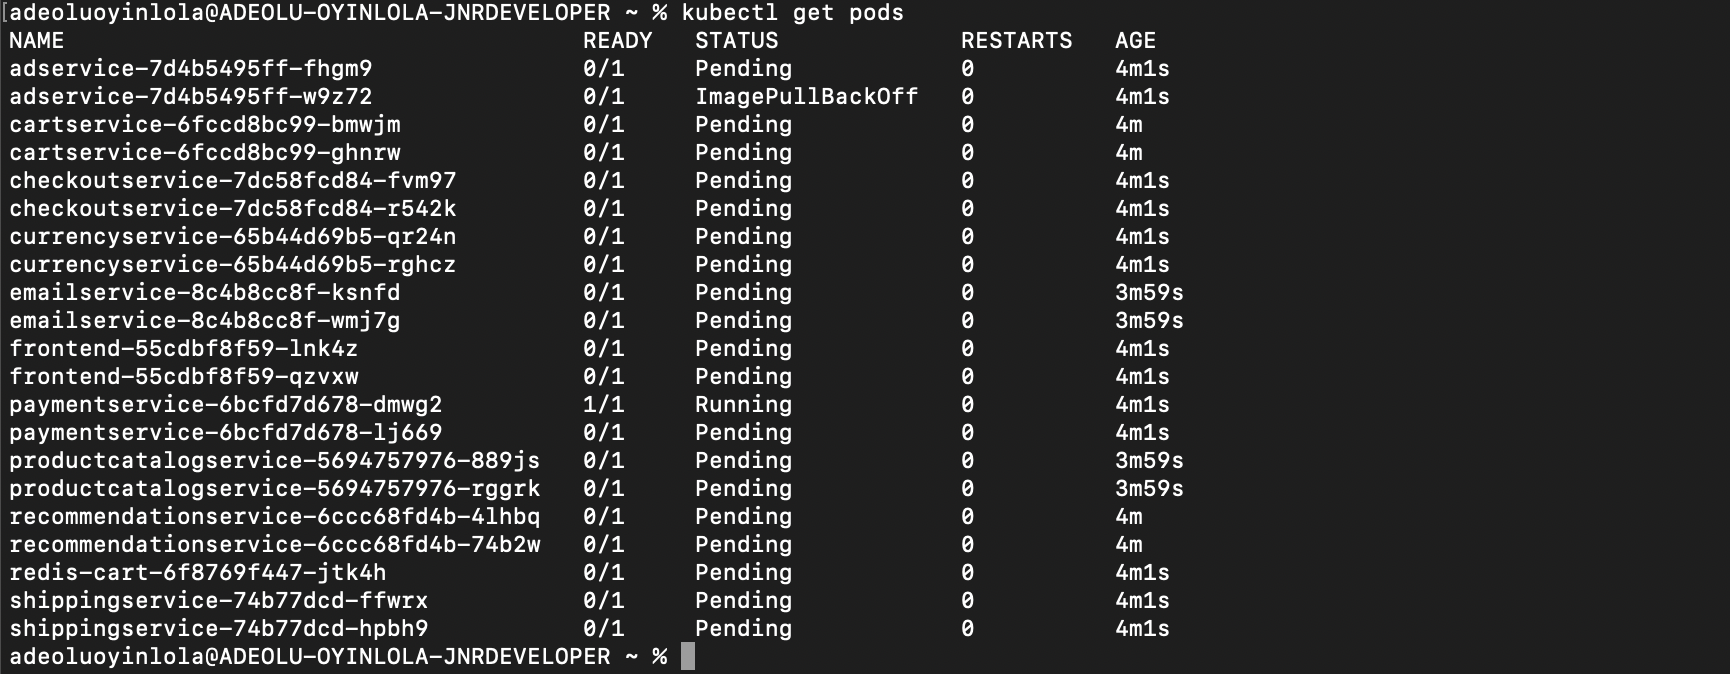 [adeoluoyinlola@ADEOLU-OYINLOLA-JNRDEVELOPER ~ % kubectl get pods
NAME READY STATUS RESTARTS AGE
adservice-7d4b5495ff-fhgm9 0/1 Pending 0 4m1s
adservice-7d4b5495ff-w9z72 0/1 ImagePullBackOff 0 4m1s
cartservice-6fccd8bc99-bmwjm 0/1 Pending 0 4m
cartservice-6fccd8bc99-ghnrw 0/1 Pending 0 4m
checkoutservice-7dc58fcd84-fvm97 0/1 Pending 0 4m1s
checkoutservice-7dc58fcd84-r542k 0/1 Pending 0 4m1s
currencyservice-65b44d69b5-qr24n 0/1 Pending 0 4m1s
currencyservice-65b44d69b5-rghcz 0/1 Pending 0 4m1s
emailservice-8c4b8cc8f-ksnfd 0/1 Pending 0 3m59s
emailservice-8c4b8cc8f-wmj7g 0/1 Pending 0 3m59s
frontend-55cdbf8f59-lnk4z 0/1 Pending 0 4m1s
frontend-55cdbf8f59-qzvxw 0/1 Pending 0 4m1s
paymentservice-6bcfd7d678-dmwg2 1/1 Running 0 4m1s
paymentservice-6bcfd7d678-lj669 0/1 Pending 0 4m1s
productcatalogservice-5694757976-889js 0/1 Pending 0 3m59s
productcatalogservice-5694757976-rggrk 0/1 Pending 0 3m59s
recommendationservice-6ccc68fd4b-4lhbq 0/1 Pending 0 4m
recommendationservice-6ccc68fd4b-74b2w 0/1 Pending 0 4m
redis-cart-6f8769f447-jtk4h 0/1 Pending 0 4m1s
shippingservice-74b77dcd-ffwrx 0/1 Pending 0 4m1s
shippingservice-74b77dcd-hpbh9 0/1 Pending 0 4m1s
adeoluoyinlola@ADEOLU-OYINLOLA-JNRDEVELOPER ~ %